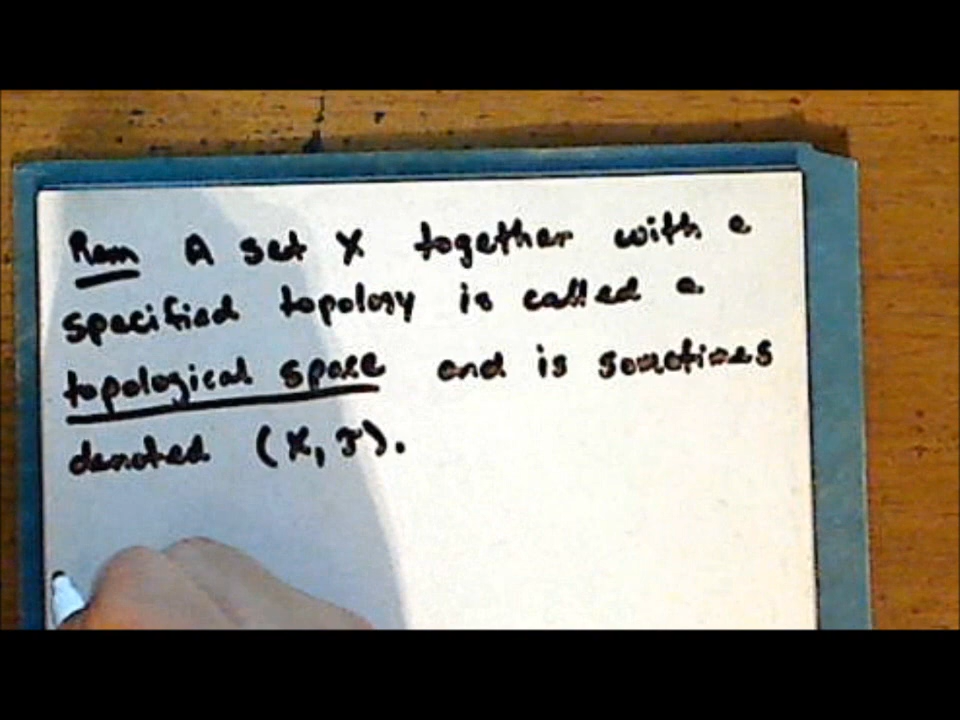 Rem A set X together with a
specified topology is called a
topological space and is sometimes
denoted (X, T).